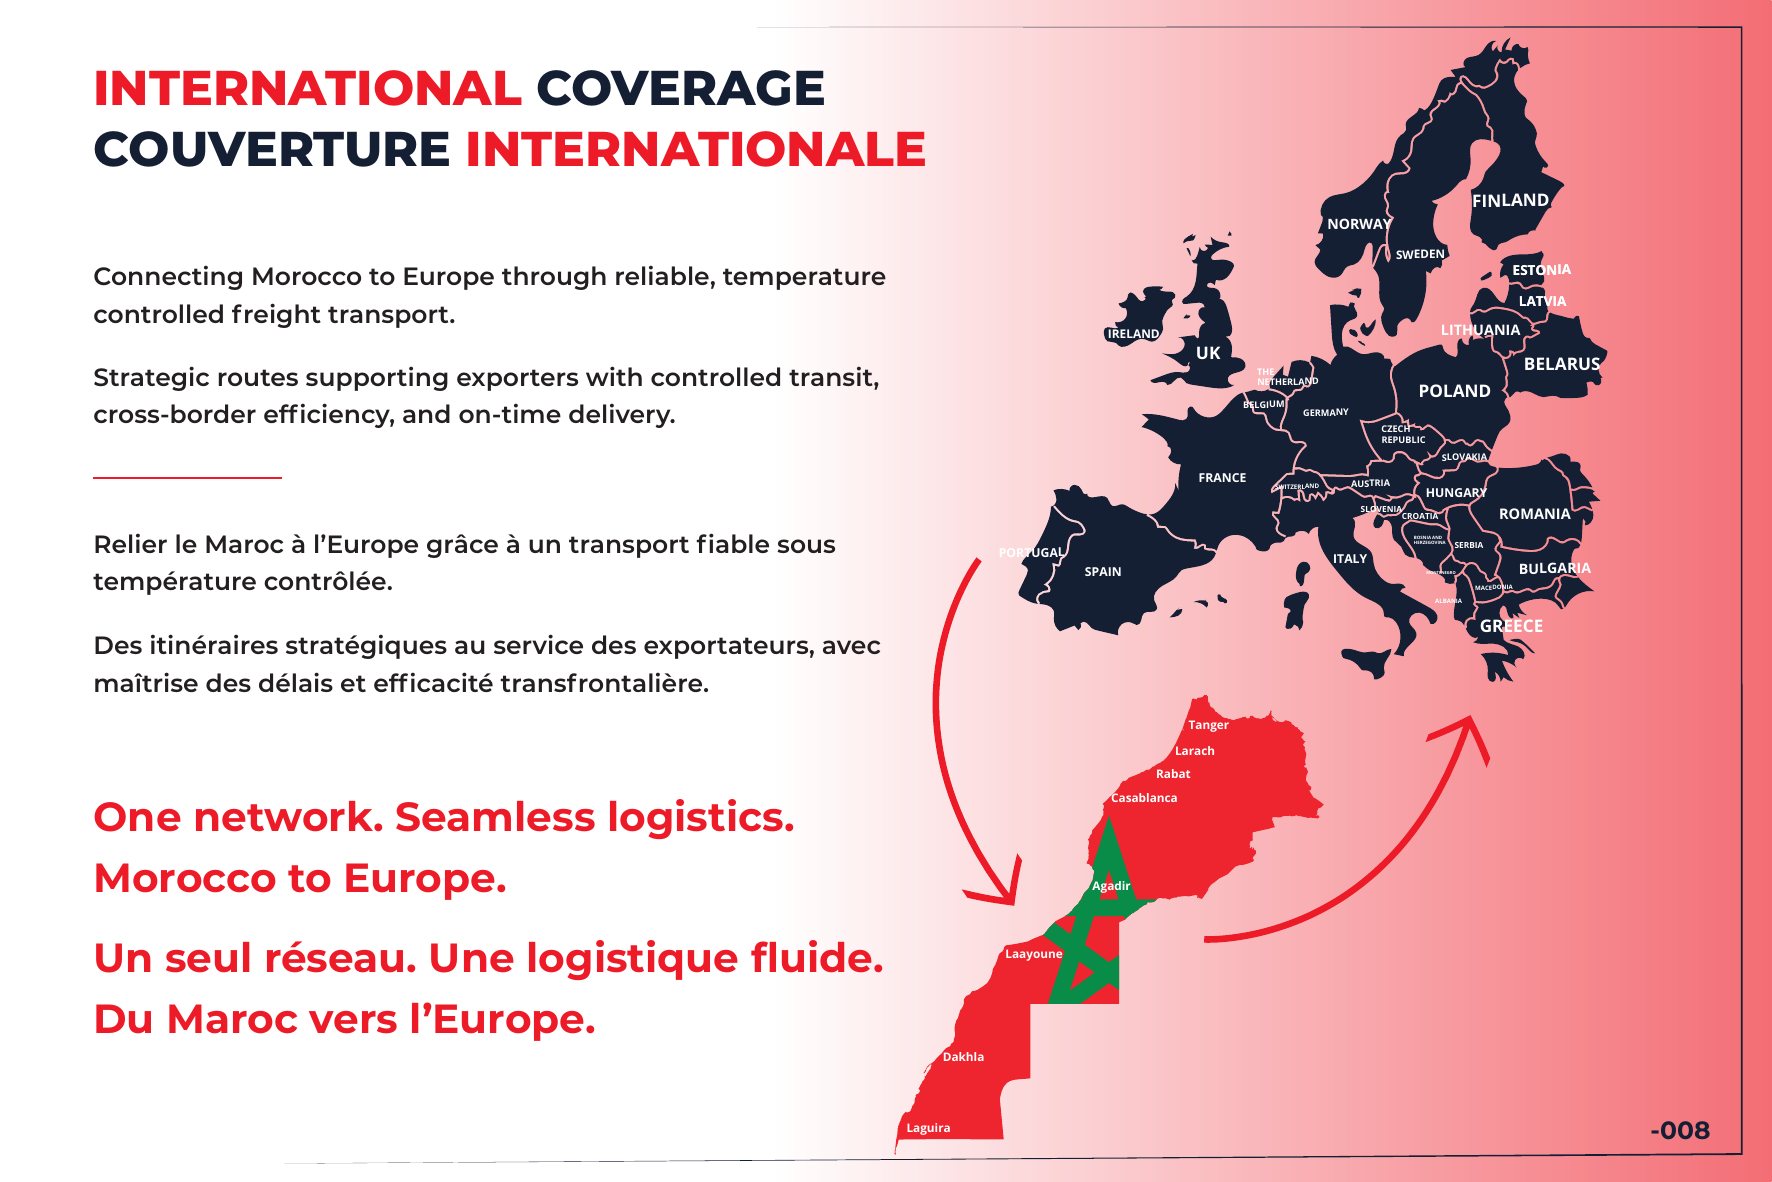 INTERNATIONAL COVERAGE
COUVERTURE INTERNATIONALE
Connecting Morocco to Europe through reliable, temperature
controlled freight transport.
Strategic routes supporting exporters with controlled transit,
cross-border efficiency, and on-time delivery.
Relier le Maroc à l’Europe grâce à un transport fiable sous
température contrôlée.
Des itinéraires stratégiques au service des exportateurs, avec
maîtrise des délais et efficacité transfrontalière.
One network. Seamless logistics.
Morocco to Europe.
Un seul réseau. Une logistique fluide.
Du Maroc vers l’Europe.
FINLAND
NORWAY
SWEDEN
ESTONIA
LATVIA
LITHUANIA
IRELAND
UK
BELARUS
THE
NETHERLAND
POLAND
BELGIUM
GERMANY
CZECH
REPUBLIC
SLOVAKIA
FRANCE
SWITZERLAND
AUSTRIA
HUNGARY
SLOVENIA
CROATIA
ROMANIA
BOSNIA AND
HERZEGOVINA
SERBIA
PORTUGAL
SPAIN
ITALY
MONTENEGRO
BULGARIA
MACEDONIA
ALBANIA
GREECE
Tanger
Larach
Rabat
Casablanca
Agadir
Laayoune
Dakhla
Laguira
-008